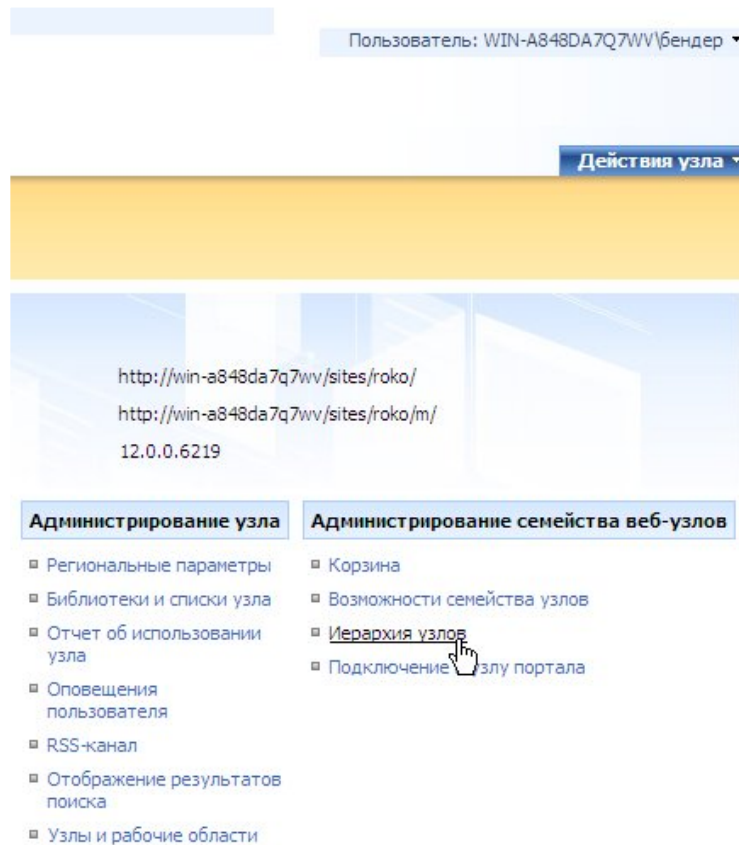 Пользователь: WIN-A848DA7Q7WV\бендер
Действия узла
http://win-a848da7q7wv/sites/roko/
http://win-a848da7q7wv/sites/roko/m/
12.0.0.6219
Администрирование узла
Региональные параметры
Библиотеки и списки узла
Отчет об использовании
узла
Оповещения
пользователя
RSS-канал
Отображение результатов
поиска
Узлы и рабочие области
Администрирование семейства веб-узлов
Корзина
Возможности семейства узлов
Иерархия узлов
Подключение узлу портала